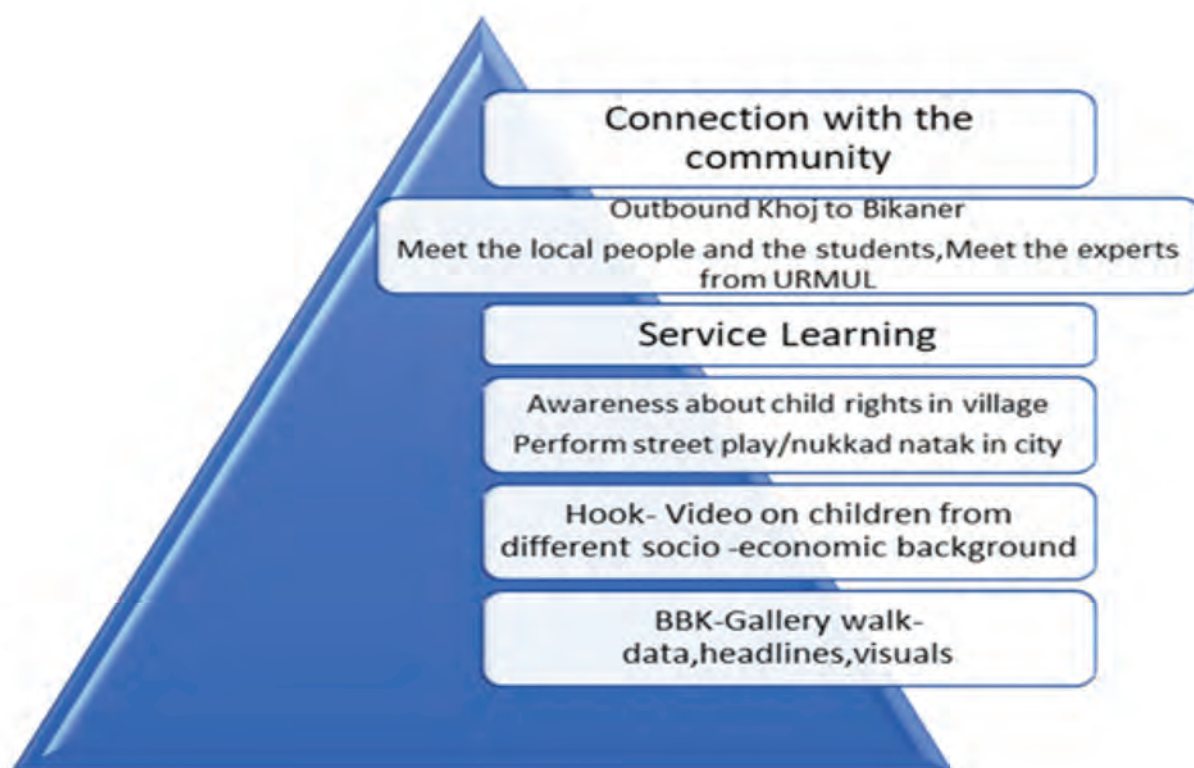 Connection with the
community
Outbound Khoj to Bikaner
Meet the local people and the students,Meet the experts
from URMUL
Service Learning
Awareness about child rights in village
Perform street play/nukkad natak in city
Hook- Video on children from
different socio -economic background
BBK-Gallery walk-
data,headlines,visuals